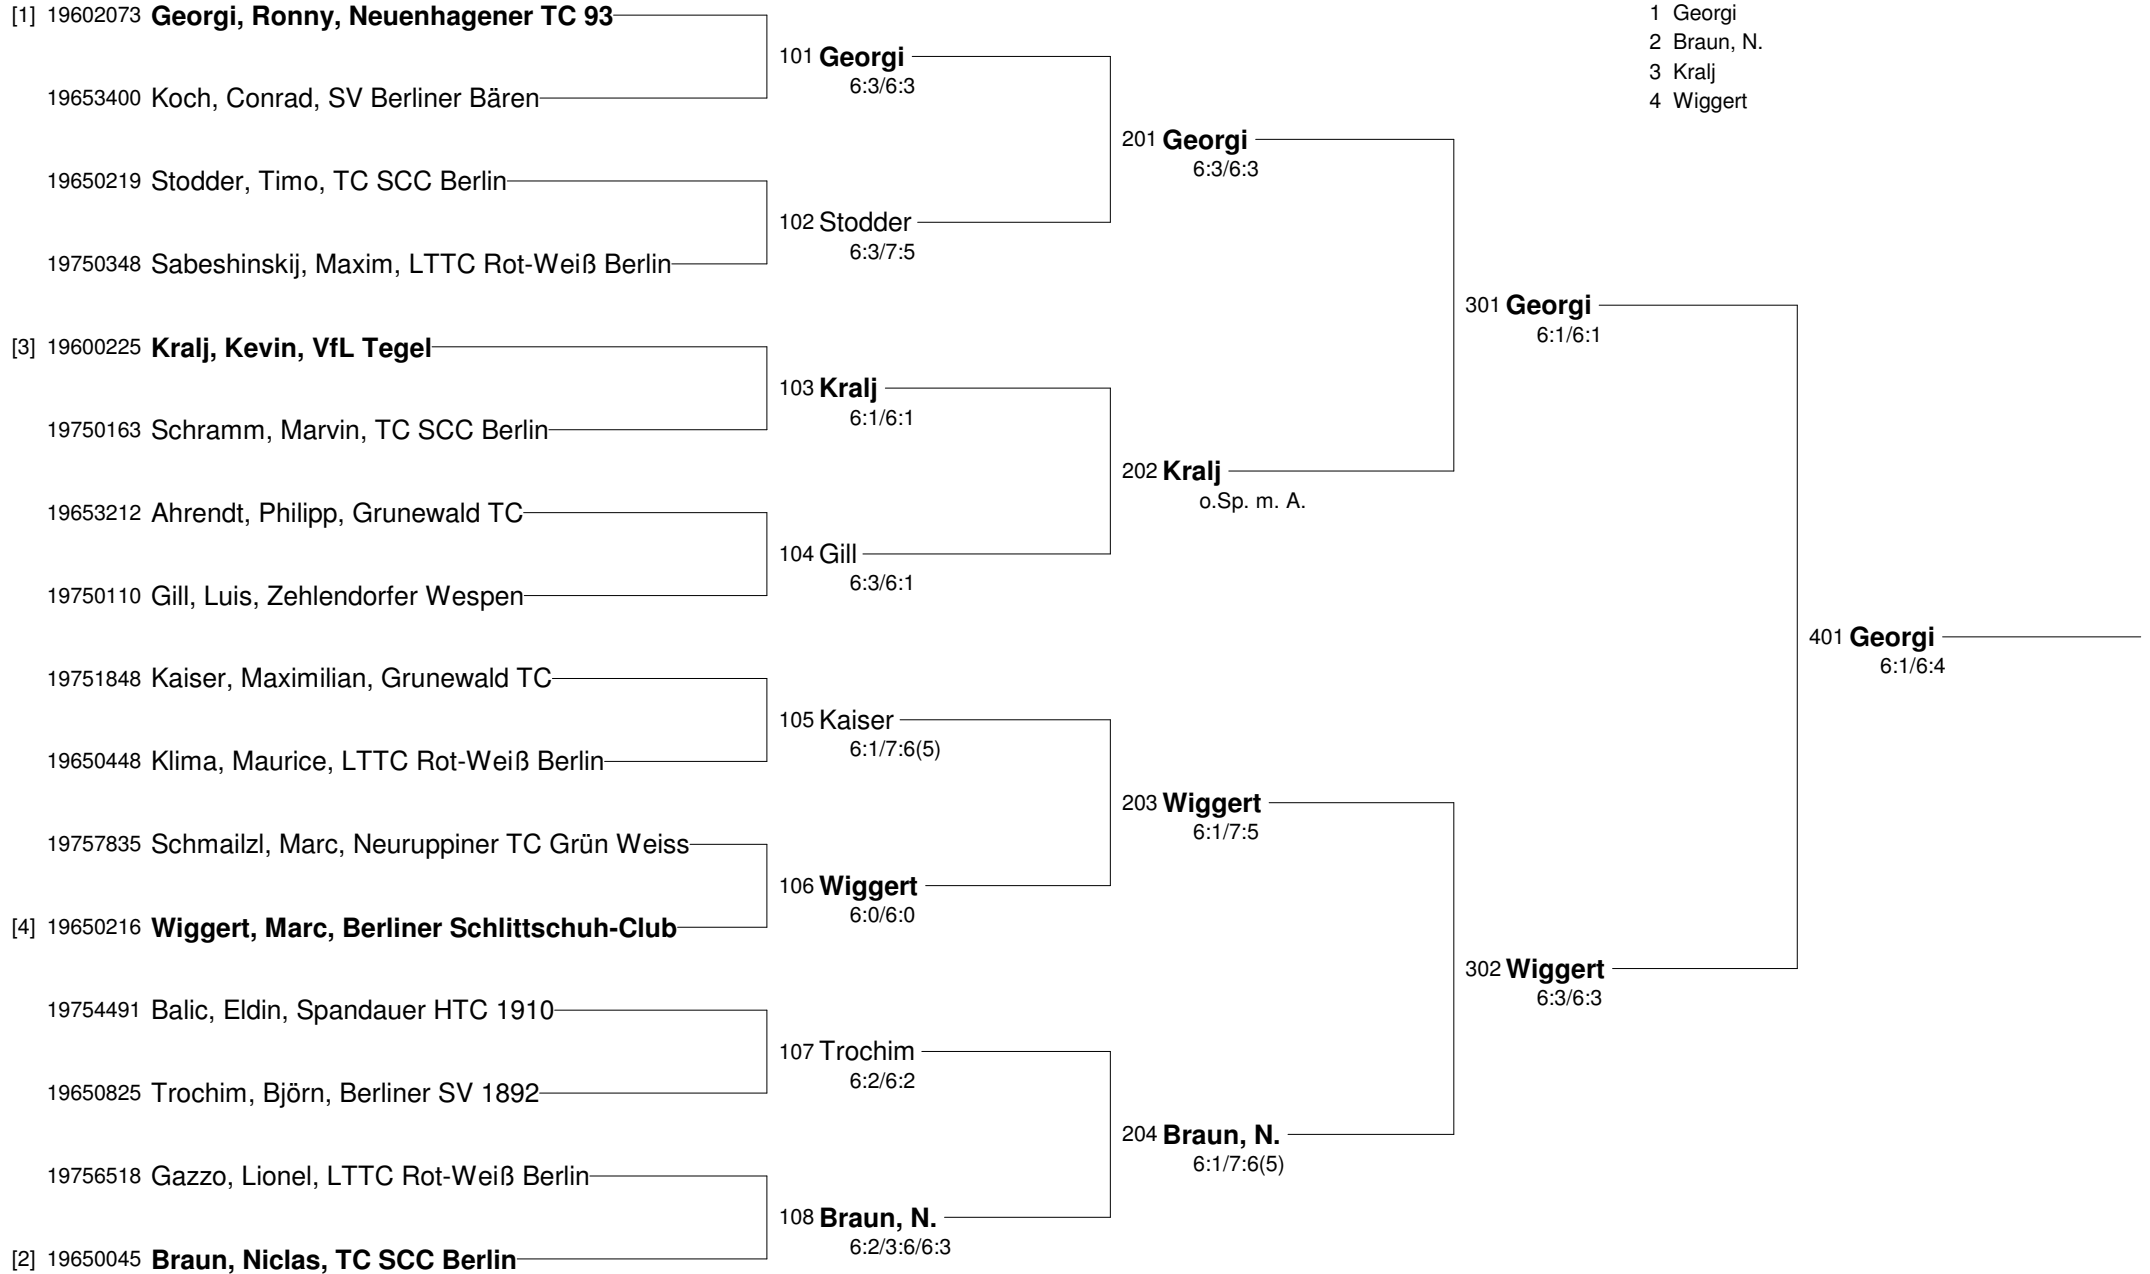 [1] 19602073 Georgi, Ronny, Neuenhagener TC 93
19653400 Koch, Conrad, SV Berliner Bären
19650219 Stodder, Timo, TC SCC Berlin
19750348 Sabeshinskij, Maxim, LTTC Rot-Weiß Berlin
[3] 19600225 Kralj, Kevin, VfL Tegel
19750163 Schramm, Marvin, TC SCC Berlin
19653212 Ahrendt, Philipp, Grunewald TC
19750110 Gill, Luis, Zehlendorfer Wespen
19751848 Kaiser, Maximilian, Grunewald TC
19650448 Klima, Maurice, LTTC Rot-Weiß Berlin
19757835 Schmailzl, Marc, Neuruppiner TC Grün Weiss
[4] 19650216 Wiggert, Marc, Berliner Schlittschuh-Club
19754491 Balic, Eldin, Spandauer HTC 1910
19650825 Trochim, Björn, Berliner SV 1892
19756518 Gazzo, Lionel, LTTC Rot-Weiß Berlin
[2] 19650045 Braun, Niclas, TC SCC Berlin
101 Georgi
6:3/6:3
102 Stodder
6:3/7:5
103 Kralj
6:1/6:1
104 Gill
6:3/6:1
105 Kaiser
6:1/7:6(5)
106 Wiggert
6:0/6:0
107 Trochim
6:2/6:2
108 Braun, N.
6:2/3:6/6:3
201 Georgi
6:3/6:3
202 Kralj
o.Sp. m. A.
203 Wiggert
6:1/7:5
204 Braun, N.
6:1/7:6(5)
301 Georgi
6:1/6:1
302 Wiggert
6:3/6:3
401 Georgi
6:1/6:4
1 Georgi
2 Braun, N.
3 Kralj
4 Wiggert